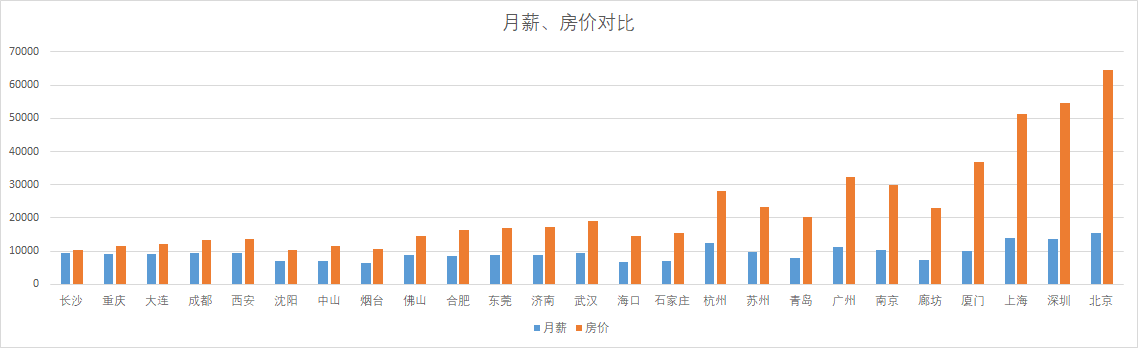 月薪、房价对比
70000
60000
50000
40000
30000
20000
10000
0
长沙 重庆 大连 成都 西安 沈阳 中山 烟台 佛山 合肥 东莞 济南 武汉 海口 石家庄 杭州 苏州 青岛 广州 南京 廊坊 厦门 上海 深圳 北京
月薪 房价